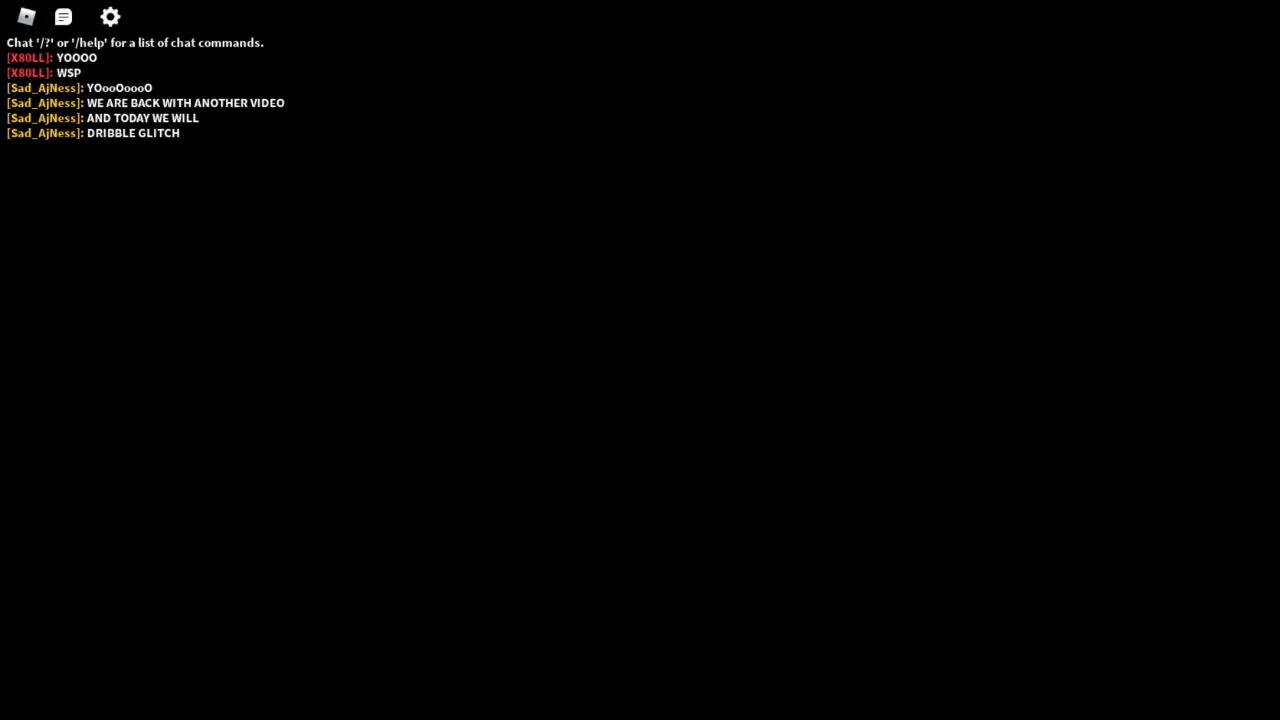 Chat '/?' or '/help' for a list of chat commands.
[X80LL]: YOOOO
[X80LL]: WSP
[Sad_AjNess]: YOooOoooO
[Sad_AjNess]: WE ARE BACK WITH ANOTHER VIDEO
[Sad_AjNess]: AND TODAY WE WILL
[Sad_AjNess]: DRIBBLE GLITCH